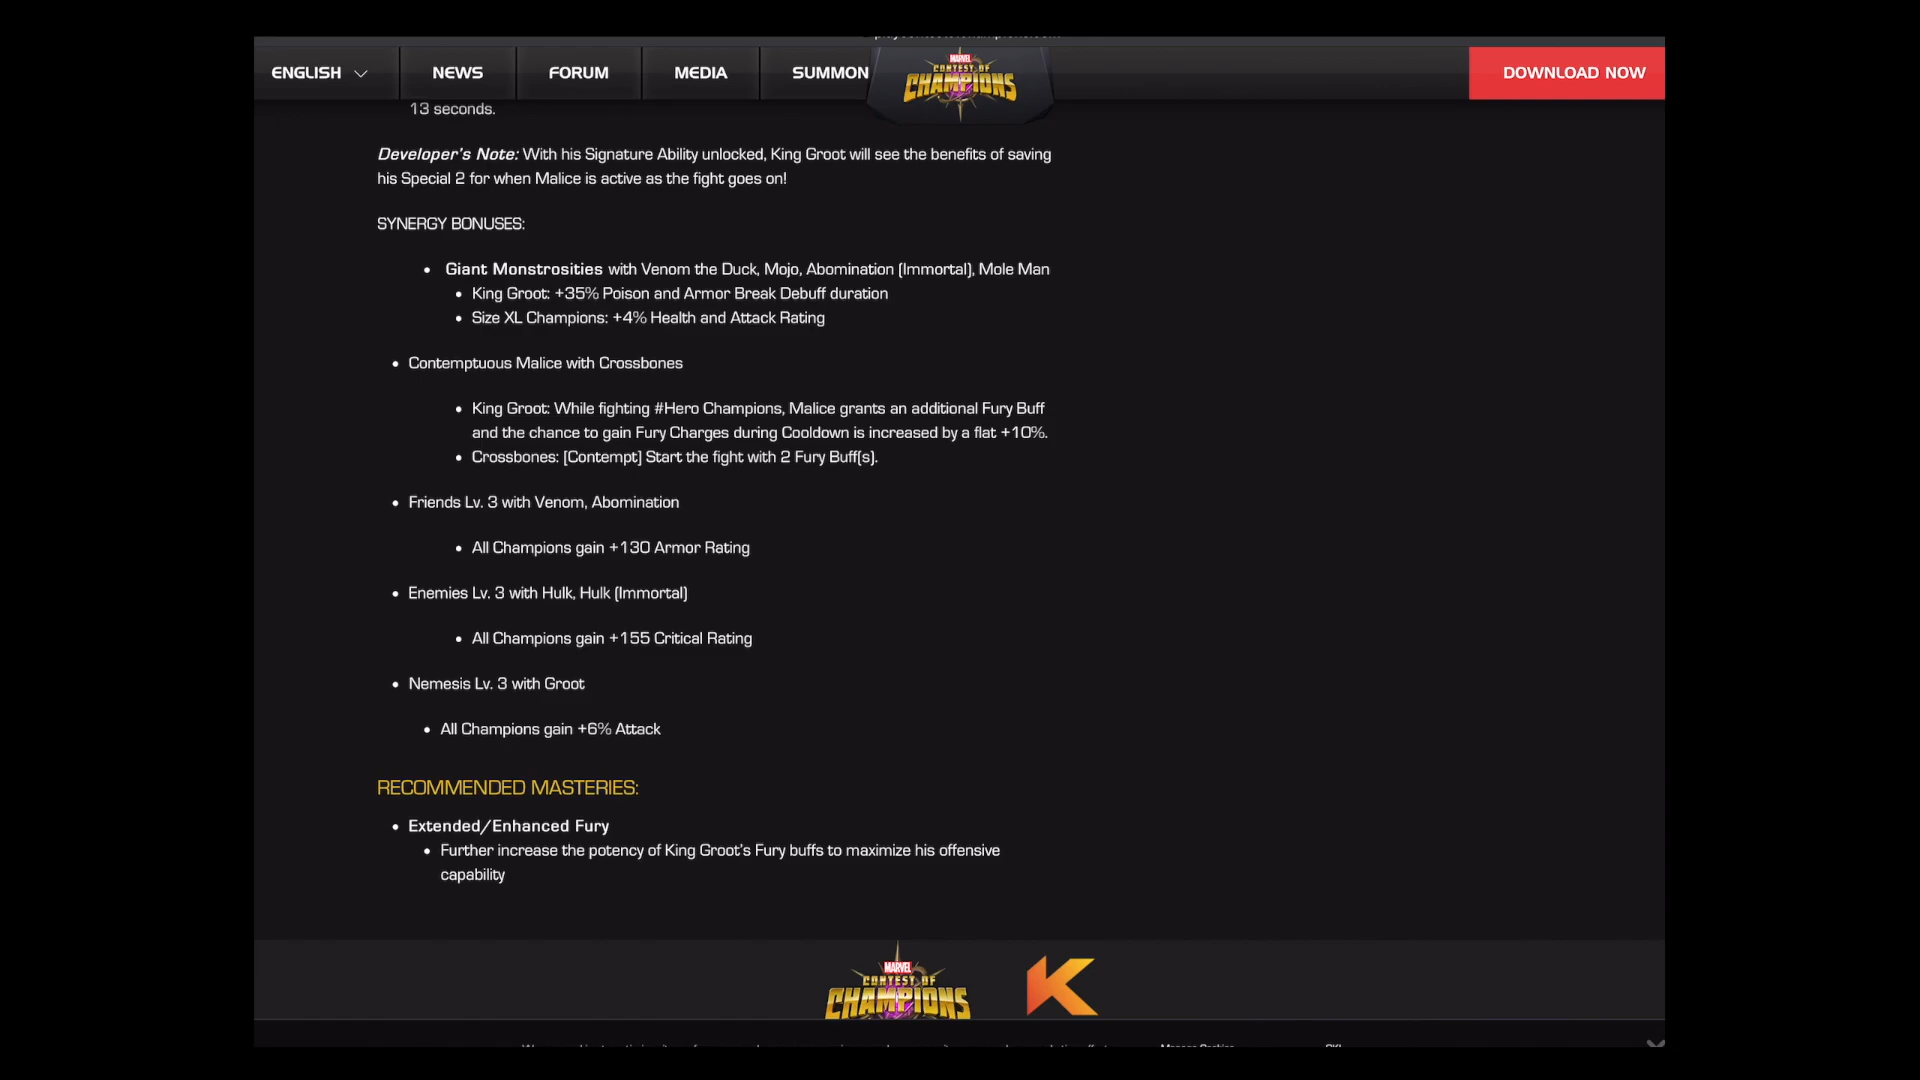 ENGLISH NEWS FORUM MEDIA SUMMON MARVEL CONTEST OF CHAMPIONS DOWNLOAD NOW
13 seconds.
Developer's Note: With his Signature Ability unlocked, King Groot will see the benefits of saving
his Special 2 for when Malice is active as the fight goes on!
SYNERGY BONUSES:
• Giant Monstrosities with Venom the Duck, Mojo, Abomination (Immortal), Mole Man
• King Groot: +35% Poison and Armor Break Debuff duration
• Size XL Champions: +4% Health and Attack Rating
• Contemptuous Malice with Crossbones
• King Groot: While fighting #Hero Champions, Malice grants an additional Fury Buff
and the chance to gain Fury Charges during Cooldown is increased by a flat +10%.
• Crossbones: [Contempt] Start the fight with 2 Fury Buff(s).
• Friends Lv. 3 with Venom, Abomination
• All Champions gain +130 Armor Rating
• Enemies Lv. 3 with Hulk, Hulk (Immortal)
• All Champions gain +155 Critical Rating
• Nemesis Lv. 3 with Groot
• All Champions gain +6% Attack
RECOMMENDED MASTERIES:
• Extended/Enhanced Fury
• Further increase the potency of King Groot's Fury buffs to maximize his offensive
capability
MARVEL CONTEST OF CHAMPIONS K